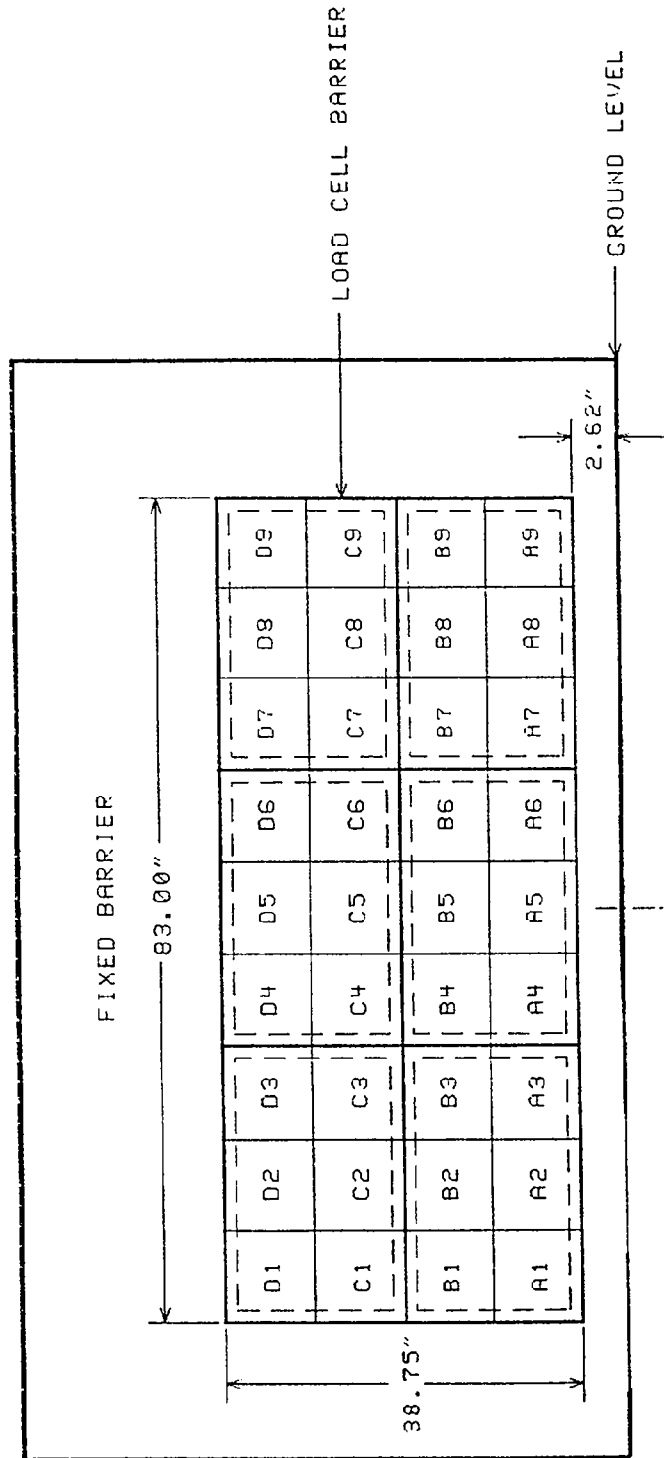 FIXED BARRIER
83.00"
D1 D2 D3 D4 D5 D6 D7 D8 D9
C1 C2 C3 C4 C5 C6 C7 C8 C9
B1 B2 B3 B4 B5 B6 B7 B8 B9
A1 A2 A3 A4 A5 A6 A7 A8 A9
38.75"
2.62"
LOAD CELL BARRIER
GROUND LEVEL